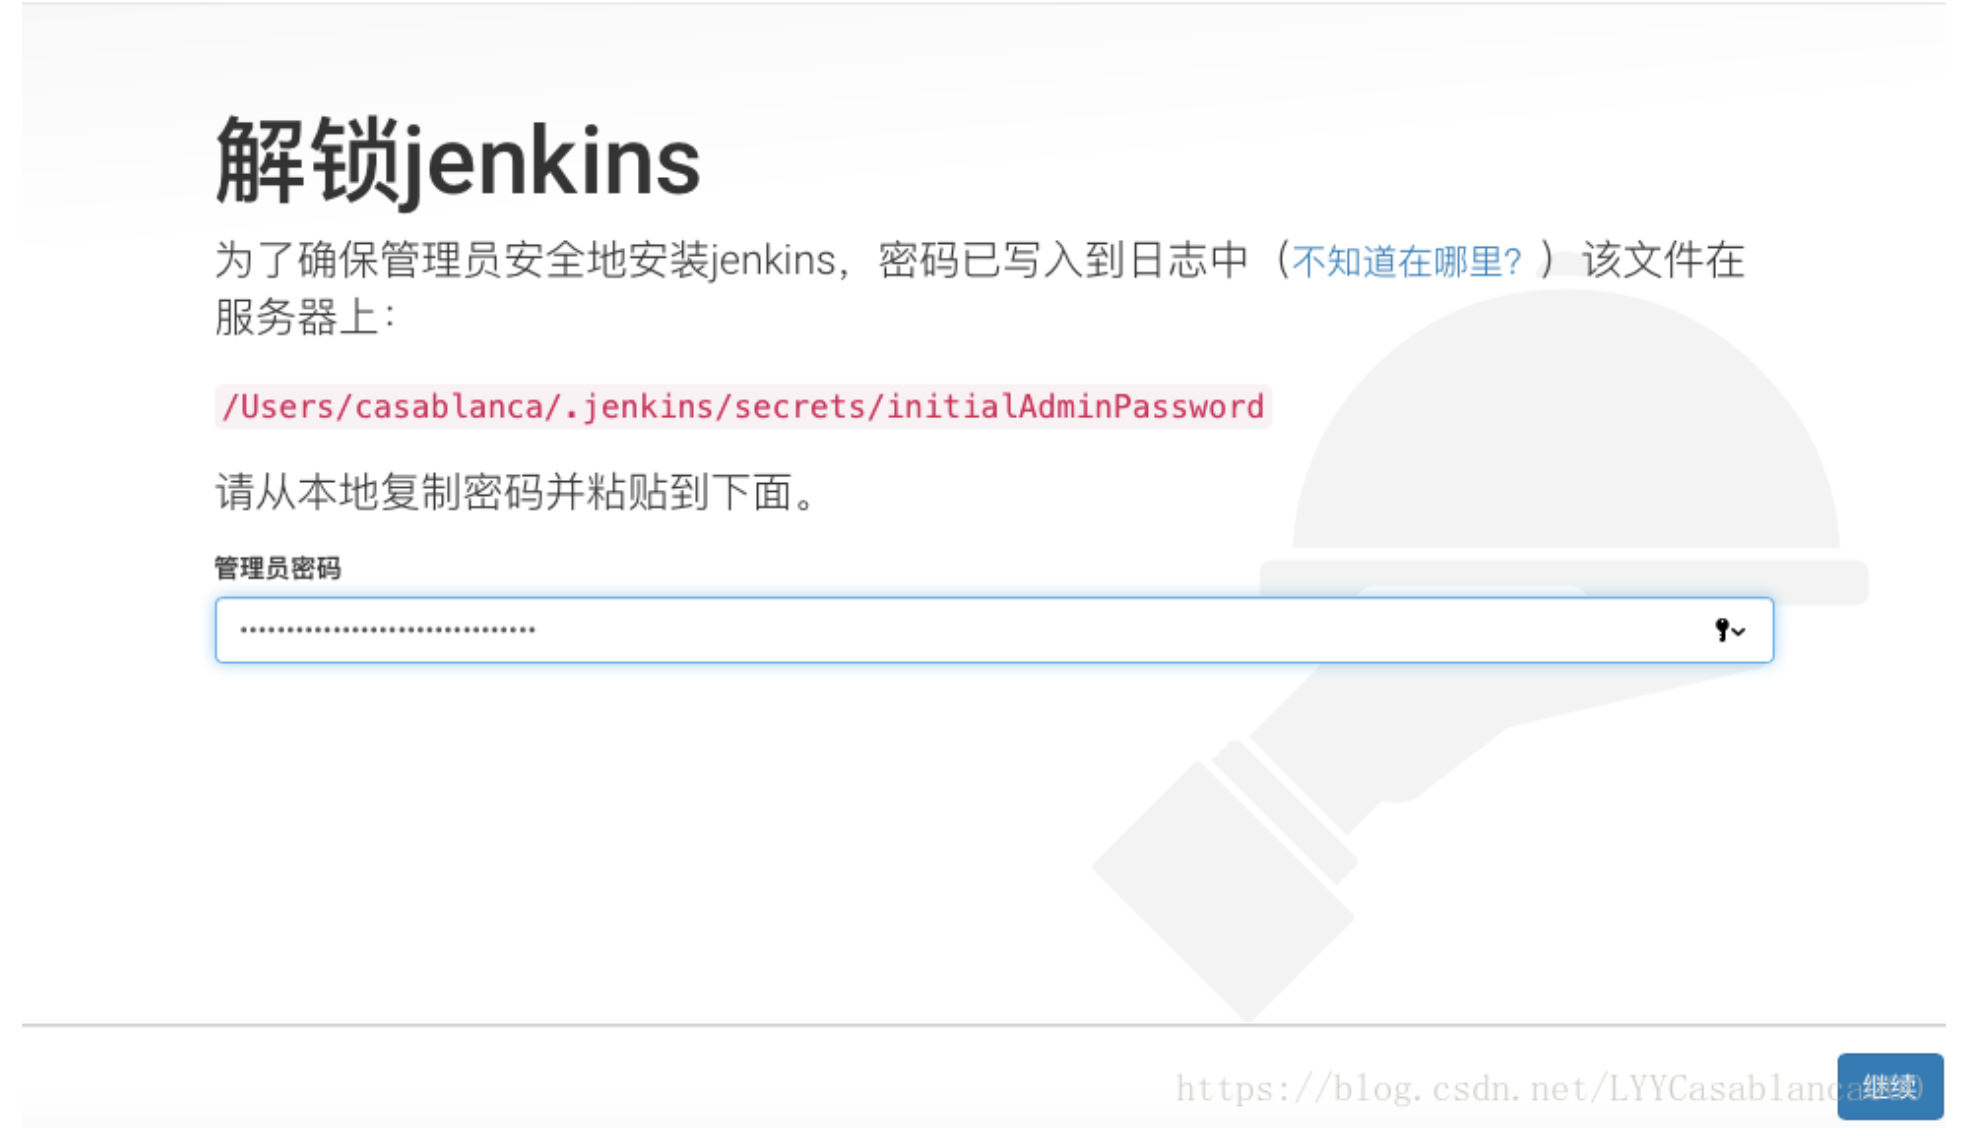 解锁jenkins
为了确保管理员安全地安装jenkins，密码已写入到日志中（不知道在哪里？）该文件在
服务器上：
/Users/casablanca/.jenkins/secrets/initialAdminPassword
请从本地复制密码并粘贴到下面。
管理员密码
••••••••••••••••••••••••••••••••
继续
https://blog.csdn.net/LYYCasablanca